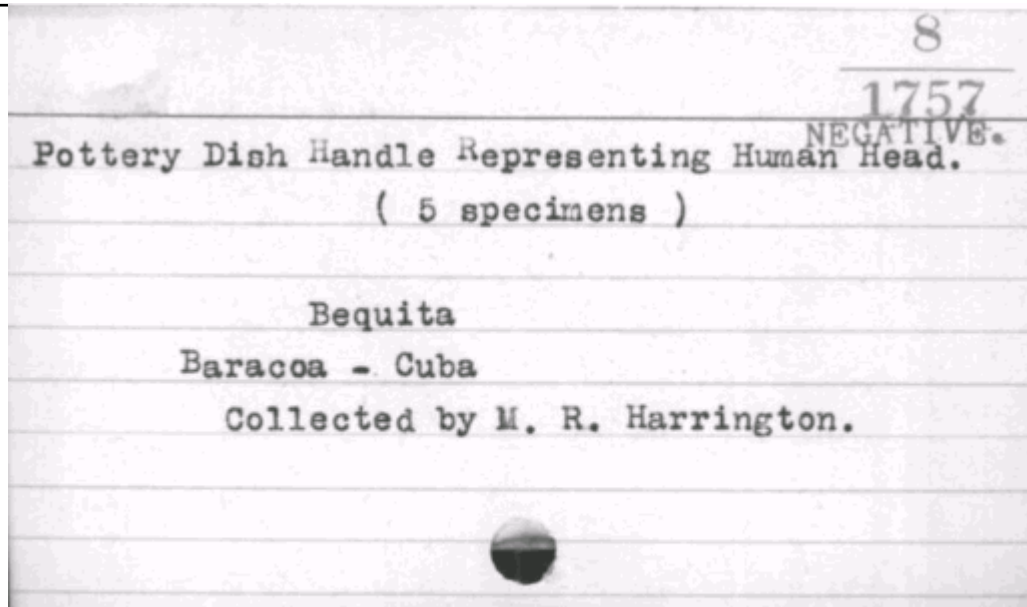 8
1757
NEGATIVE.
Pottery Dish Handle Representing Human Head.
( 5 specimens )
Bequita
Baracoa - Cuba
Collected by M. R. Harrington.